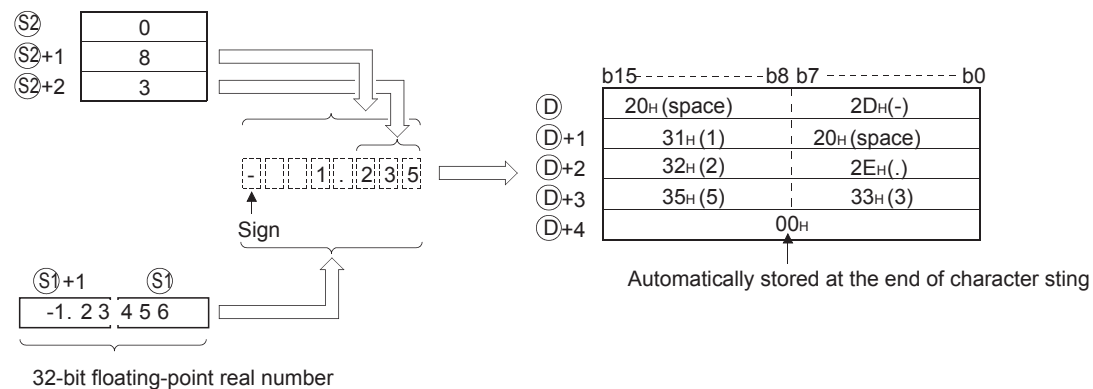 S2 0
S2+1 8
S2+2 3
- 1 . 2 3 5
Sign
S1+1 S1
-1. 2 3 4 5 6
32-bit floating-point real number
b15 b8 b7 b0
D 20H (space) 2DH(-)
D+1 31H (1) 20H (space)
D+2 32H (2) 2EH(.)
D+3 35H (5) 33H (3)
D+4 00H
Automatically stored at the end of character sting